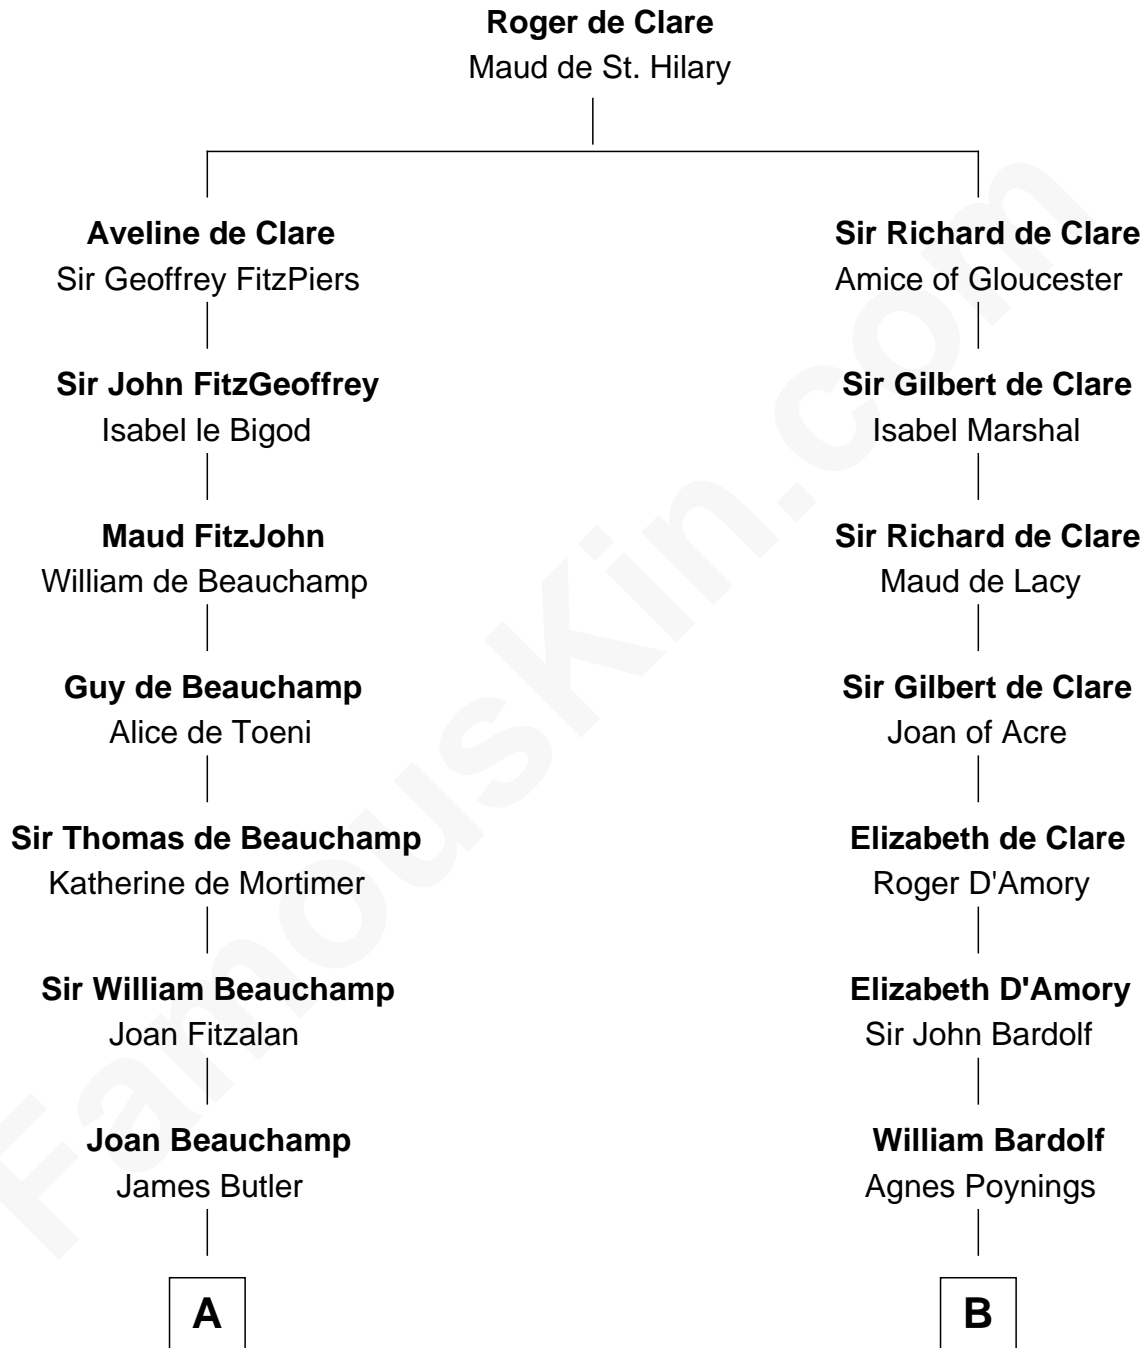 Roger de Clare
Maud de St. Hilary
Aveline de Clare
Sir Geoffrey FitzPiers
Sir Richard de Clare
Amice of Gloucester
Sir John FitzGeoffrey
Isabel le Bigod
Sir Gilbert de Clare
Isabel Marshal
Maud FitzJohn
William de Beauchamp
Sir Richard de Clare
Maud de Lacy
Guy de Beauchamp
Alice de Toeni
Sir Gilbert de Clare
Joan of Acre
Sir Thomas de Beauchamp
Katherine de Mortimer
Elizabeth de Clare
Roger D'Amory
Sir William Beauchamp
Joan Fitzalan
Elizabeth D'Amory
Sir John Bardolf
Joan Beauchamp
James Butler
William Bardolf
Agnes Poynings
A
B
FamousKin.com